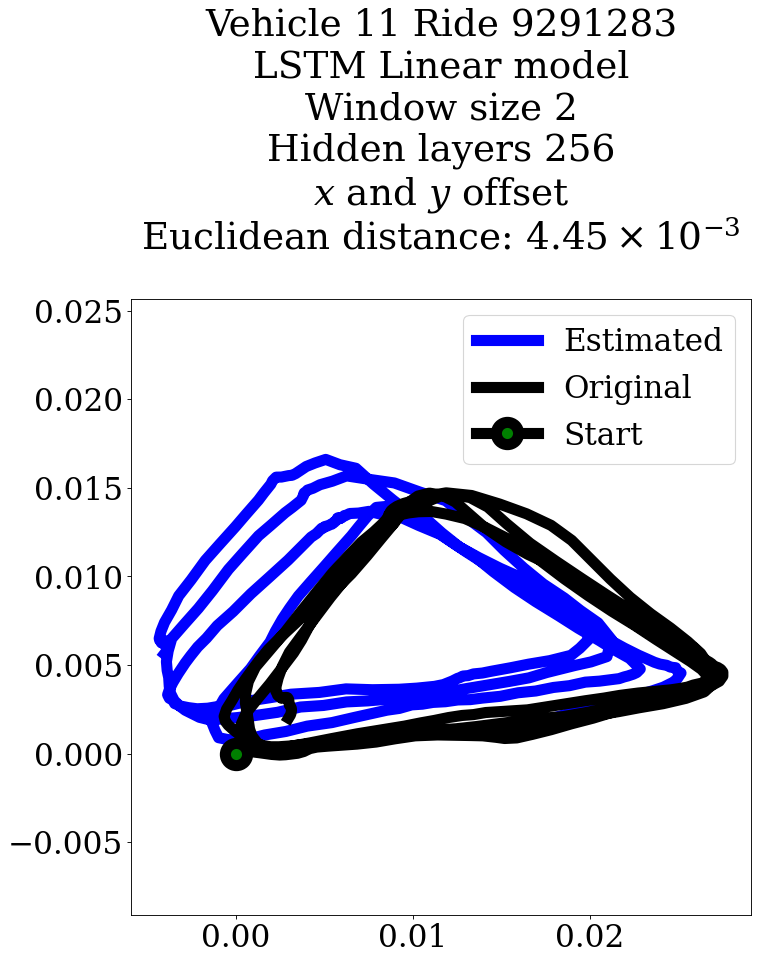 Vehicle 11 Ride 9291283
LSTM Linear model
Window size 2
Hidden layers 256
x and y offset
Euclidean distance: 4.45 × 10⁻³
0.025
0.020
0.015
0.010
0.005
0.000
−0.005
Estimated
Original
Start
0.00 0.01 0.02